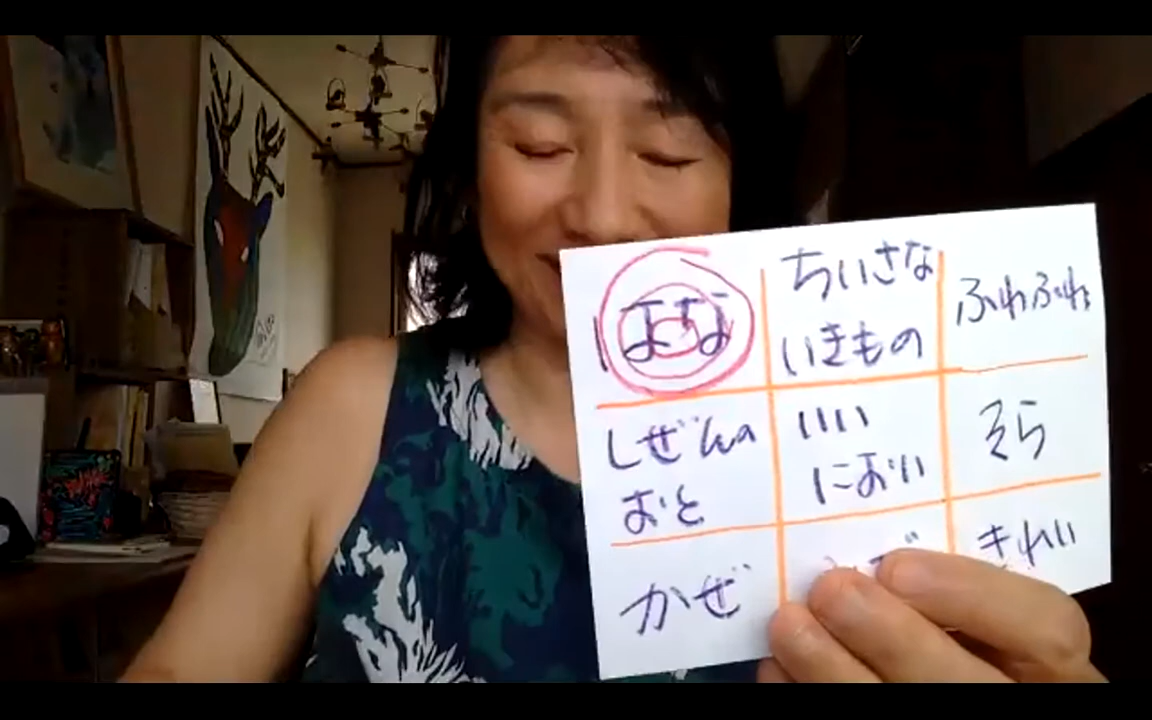 はな
ちいさな
いきもの
ふわふわ
しぜんの
おと
いい
におい
そら
かぜ
きれい